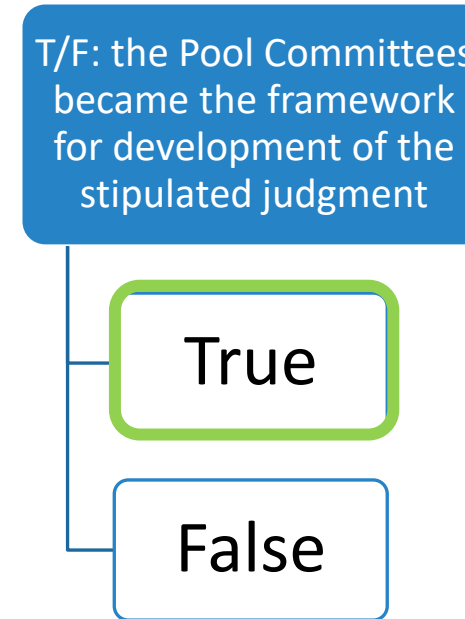 T/F: the Pool Committees
became the framework
for development of the
stipulated judgment
True
False